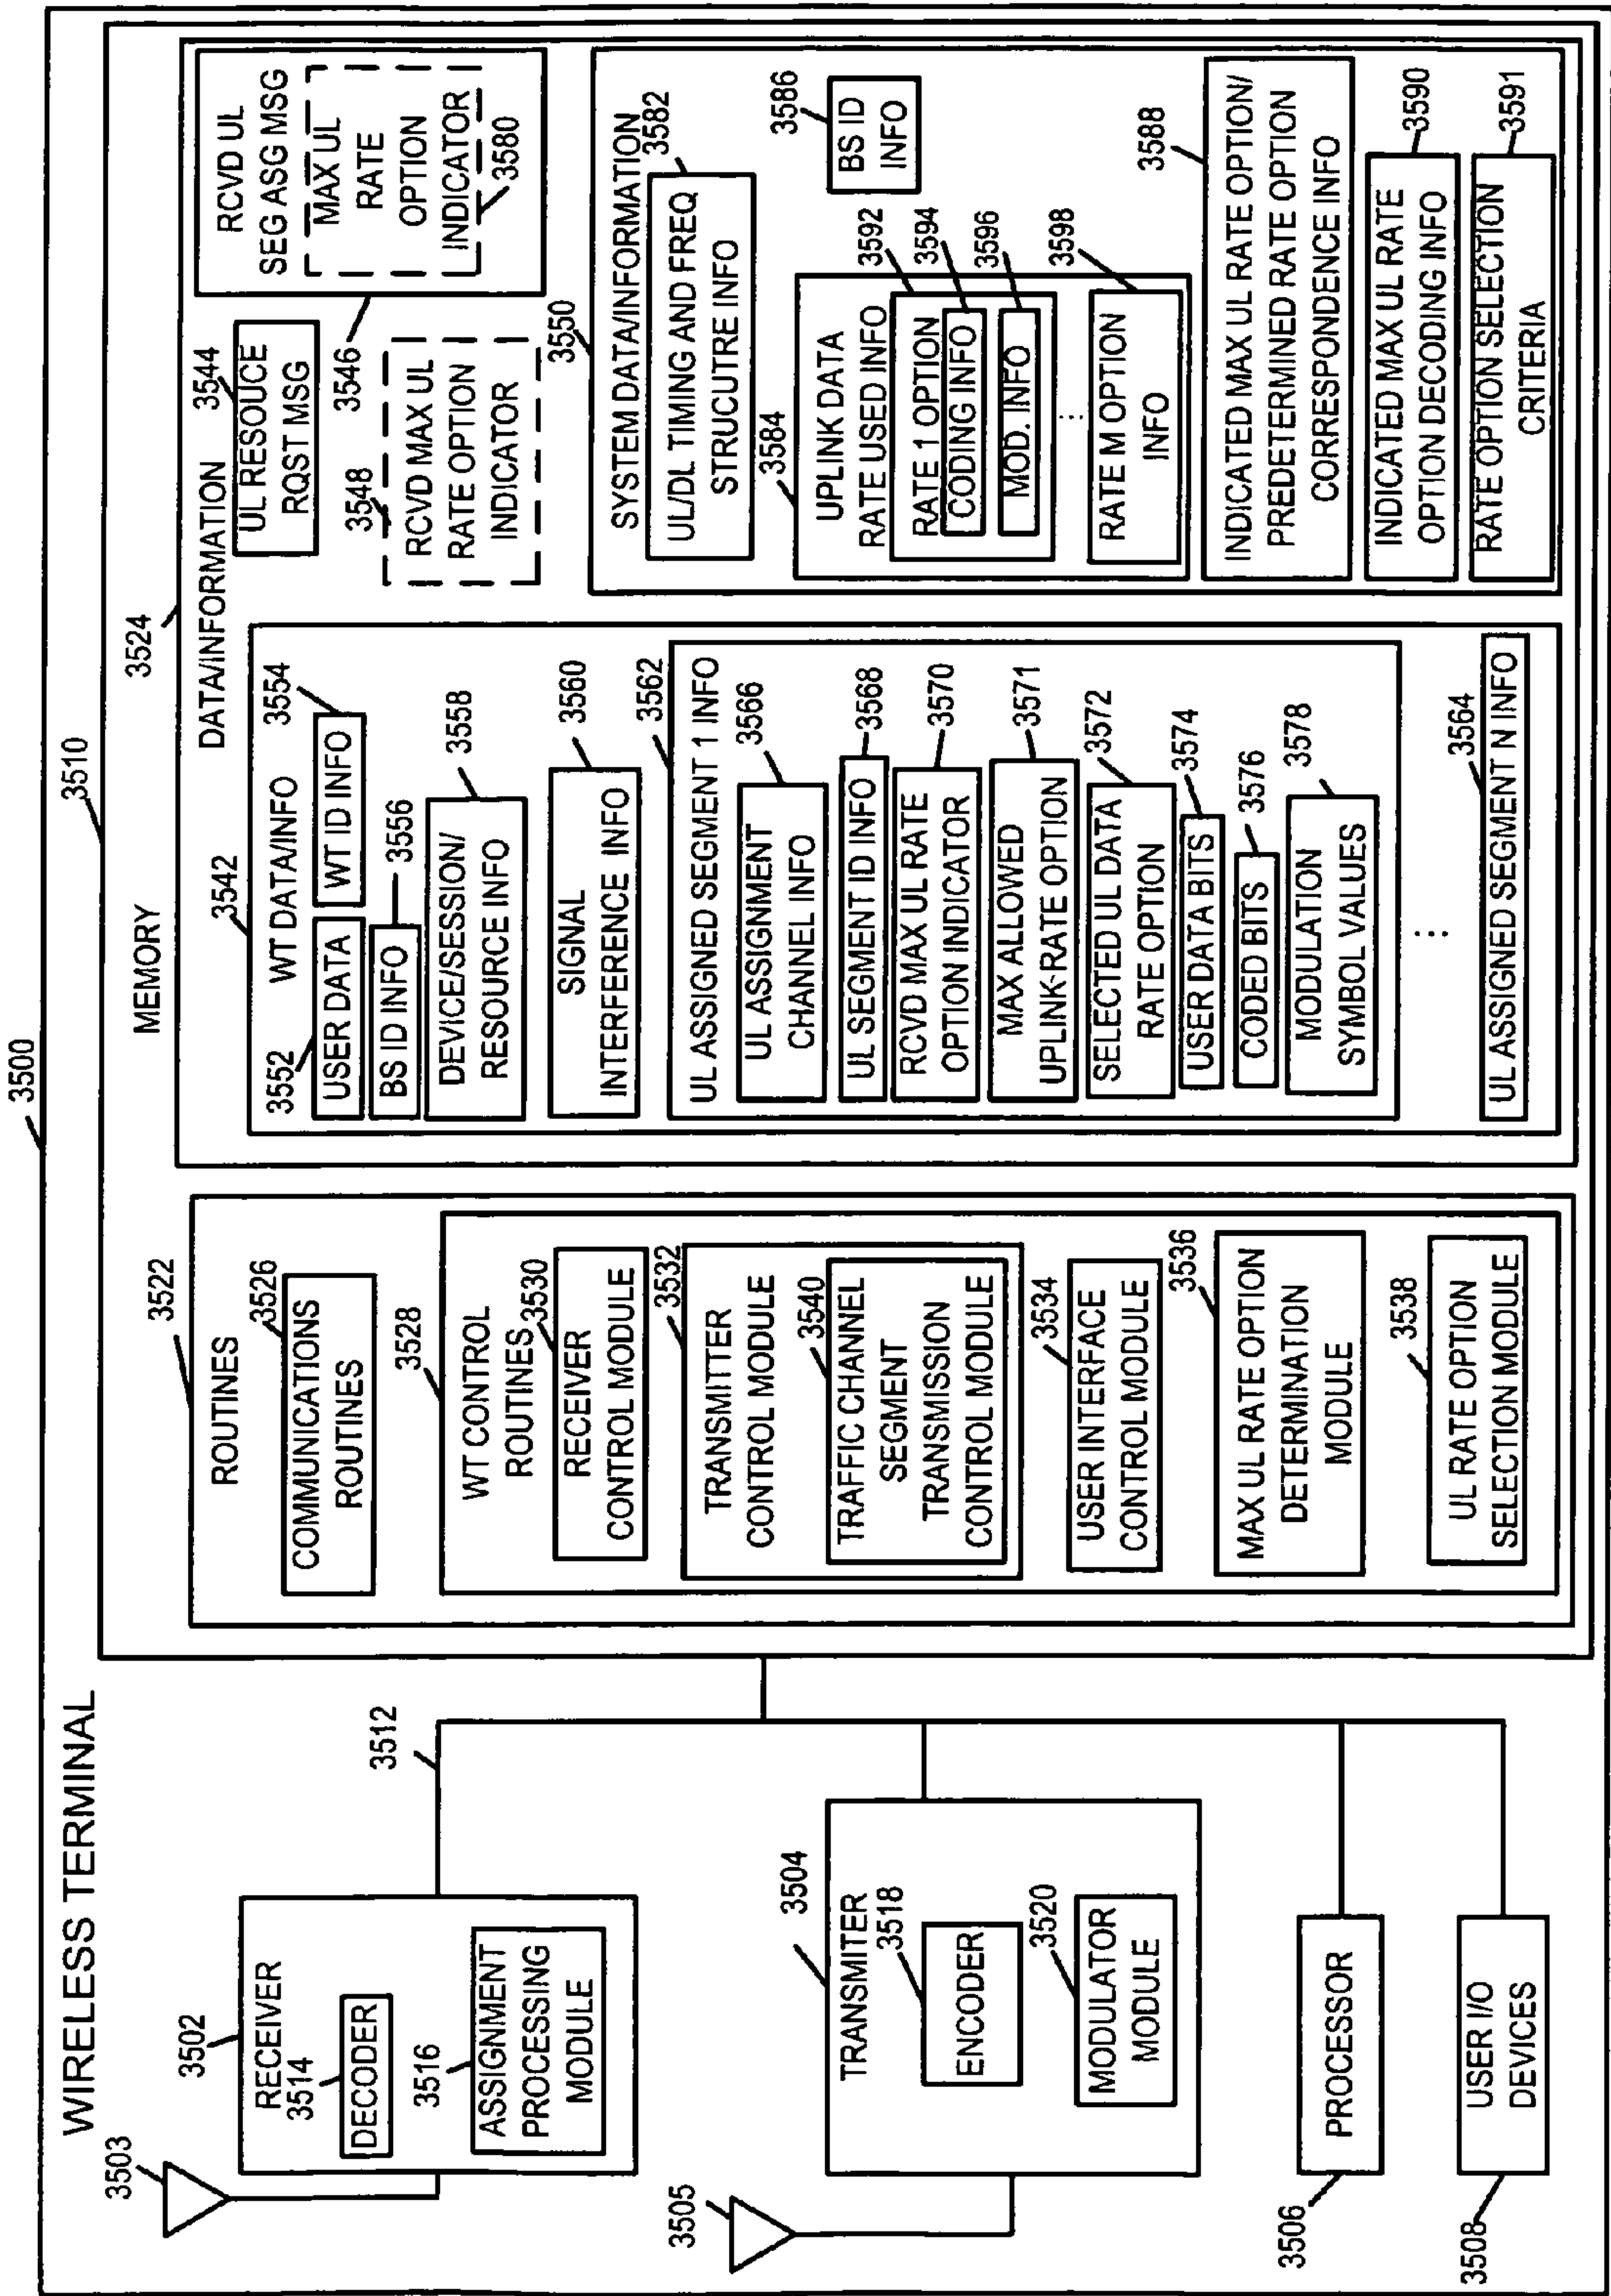 3500
WIRELESS TERMINAL
3503
3502
RECEIVER
3514
DECODER
3516
ASSIGNMENT
PROCESSING
MODULE
3512
3505
3504
TRANSMITER
3518
ENCODER
3520
MODULATOR
MODULE
3506
PROCESSOR
3508
USER I/O
DEVICES
3510
MEMORY
3522
ROUTINES
3526
COMMUNICATIONS
ROUTINES
3528
WT CONTROL
ROUTINES
3530
RECEIVER
CONTROL MODULE
3532
TRANSMITTER
CONTROL MODULE
3540
TRAFFIC CHANNEL
SEGMENT
TRANSMISSION
CONTROL MODULE
3534
USER INTERFACE
CONTROL MODULE
3536
MAX UL RATE OPTION
DETERMINATION
MODULE
3538
UL RATE OPTION
SELECTION MODULE
3524
DATA/INFORMATION
3542
WT DATA/INFO
3552
USER DATA
3554
WT ID INFO
3556
BS ID INFO
3558
DEVICE/SESSION/
RESOURCE INFO
3560
SIGNAL
INTERFERENCE INFO
3562
UL ASSIGNED SEGMENT 1 INFO
3566
UL ASSIGNMENT
CHANNEL INFO
3568
UL SEGMENT ID INFO
3570
RCVD MAX UL RATE
OPTION INDICATOR
3571
MAX ALLOWED
UPLINK-RATE OPTION
3572
SELECTED UL DATA
RATE OPTION
3574
USER DATA BITS
3576
CODED BITS
3578
MODULATION
SYMBOL VALUES
...
3564
UL ASSIGNED SEGMENT N INFO
3544
UL RESOUCE
RQST MSG
3546
RCVD UL
SEG ASG MSG
MAX UL
RATE
OPTION
INDICATOR
3580
3548
RCVD MAX UL
RATE OPTION
INDICATOR
3550
SYSTEM DATA/INFORMATION
3582
UL/DL TIMING AND FREQ
STRUCUTRE INFO
3584
UPLINK DATA
RATE USED INFO
3586
BS ID
INFO
3592
RATE 1 OPTION
3594
CODING INFO
3596
MOD. INFO
...
3598
RATE M OPTION
INFO
3588
INDICATED MAX UL RATE OPTION/
PREDETERMINED RATE OPTION
CORRESPONDENCE INFO
3590
INDICATED MAX UL RATE
OPTION DECODING INFO
3591
RATE OPTION SELECTION
CRITERIA